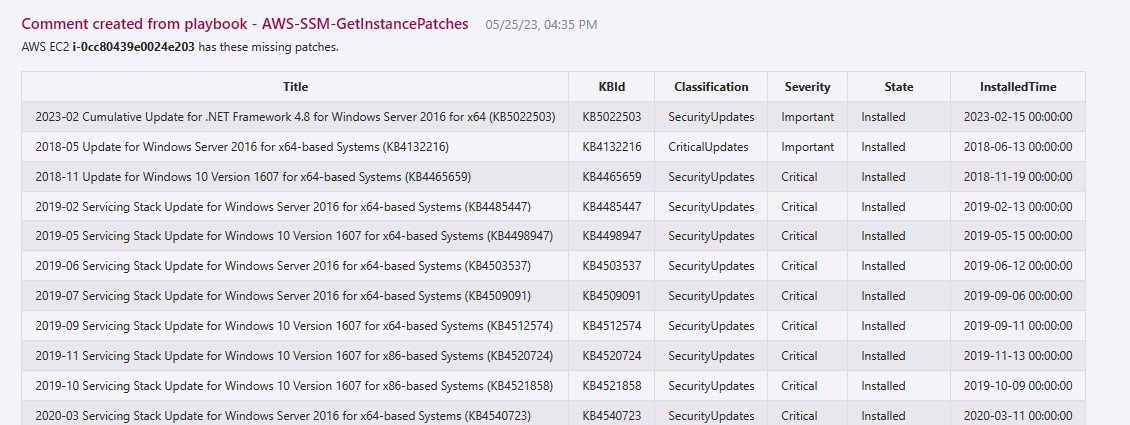 Comment created from playbook - AWS-SSM-GetInstancePatches 05/25/23, 04:35 PM
AWS EC2 i-0cc80439e0024e203 has these missing patches.
Title KBId Classification Severity State InstalledTime
2023-02 Cumulative Update for .NET Framework 4.8 for Windows Server 2016 for x64 (KB5022503) KB5022503 SecurityUpdates Important Installed 2023-02-15 00:00:00
2018-05 Update for Windows Server 2016 for x64-based Systems (KB4132216) KB4132216 CriticalUpdates Important Installed 2018-06-13 00:00:00
2018-11 Update for Windows 10 Version 1607 for x64-based Systems (KB4465659) KB4465659 SecurityUpdates Critical Installed 2018-11-19 00:00:00
2019-02 Servicing Stack Update for Windows Server 2016 for x64-based Systems (KB4485447) KB4485447 SecurityUpdates Critical Installed 2019-02-13 00:00:00
2019-05 Servicing Stack Update for Windows 10 Version 1607 for x64-based Systems (KB4498947) KB4498947 SecurityUpdates Critical Installed 2019-05-15 00:00:00
2019-06 Servicing Stack Update for Windows Server 2016 for x64-based Systems (KB4503537) KB4503537 SecurityUpdates Critical Installed 2019-06-12 00:00:00
2019-07 Servicing Stack Update for Windows Server 2016 for x64-based Systems (KB4509091) KB4509091 SecurityUpdates Critical Installed 2019-09-06 00:00:00
2019-09 Servicing Stack Update for Windows 10 Version 1607 for x64-based Systems (KB4512574) KB4512574 SecurityUpdates Critical Installed 2019-09-11 00:00:00
2019-11 Servicing Stack Update for Windows 10 Version 1607 for x86-based Systems (KB4520724) KB4520724 SecurityUpdates Critical Installed 2019-11-13 00:00:00
2019-10 Servicing Stack Update for Windows 10 Version 1607 for x86-based Systems (KB4521858) KB4521858 SecurityUpdates Critical Installed 2019-10-09 00:00:00
2020-03 Servicing Stack Update for Windows Server 2016 for x64-based Systems (KB4540723) KB4540723 SecurityUpdates Critical Installed 2020-03-11 00:00:00